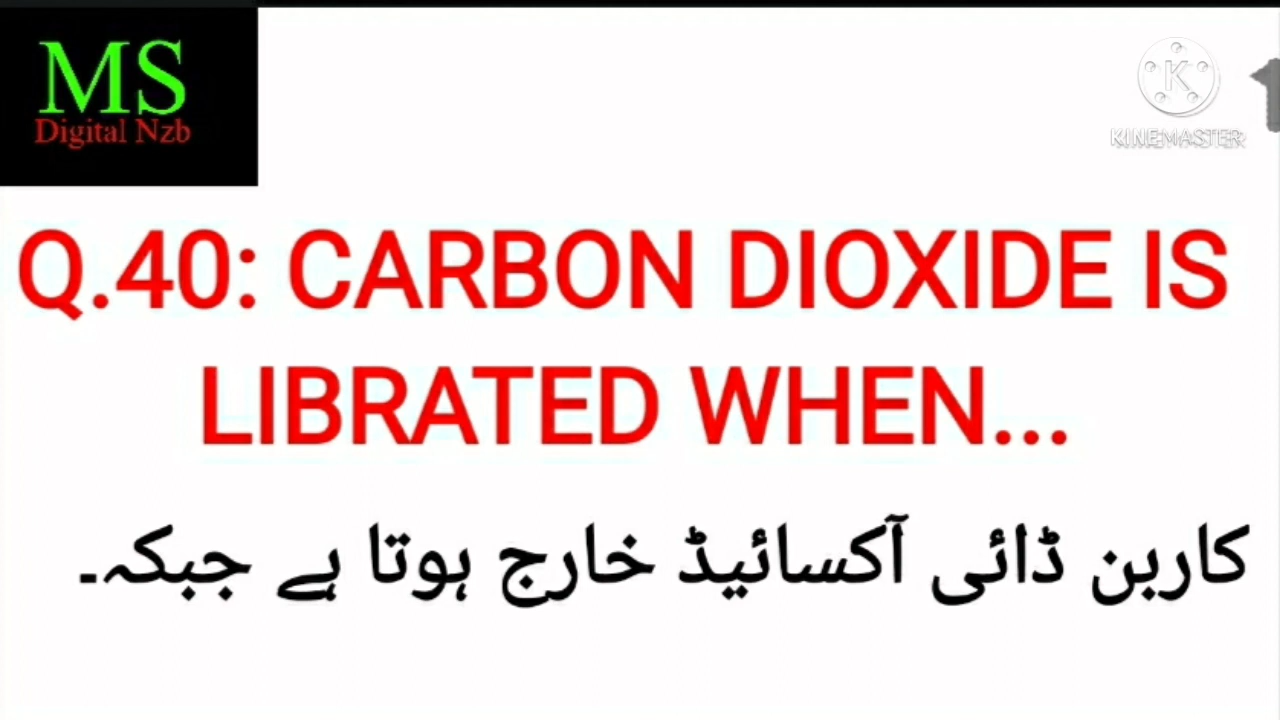 MS
Digital Nzb
KINEMASTER
Q.40: CARBON DIOXIDE IS
LIBRATED WHEN...
کاربن ڈائی آکسائیڈ خارج ہوتا ہے جبکہ۔